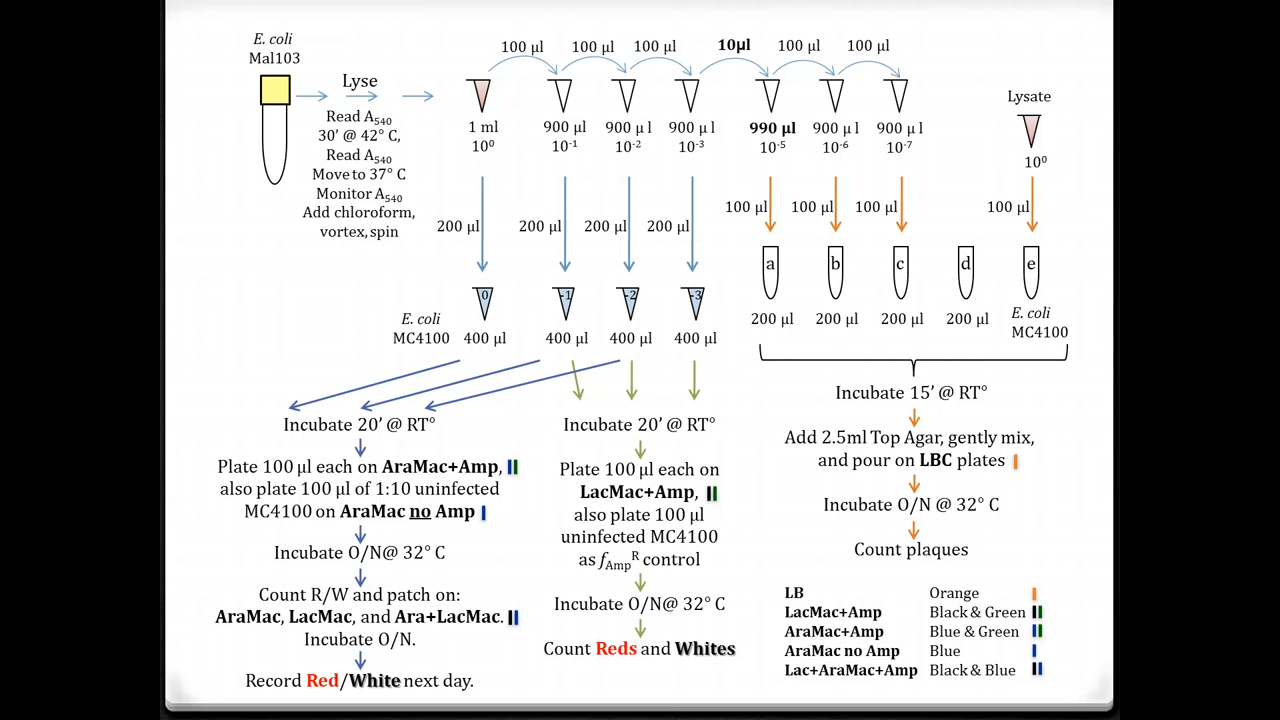 E. coli
Mal103
Lyse
Read A540
30' @ 42° C,
Read A540
Move to 37° C
Monitor A540
Add chloroform,
vortex, spin
100 µl
100 µl
100 µl
10µl
100 µl
100 µl
1 ml
10⁰
900 µl
10⁻¹
900 µ l
10⁻²
900 µ l
10⁻³
990 µl
10⁻⁵
900 µ l
10⁻⁶
900 µ l
10⁻⁷
Lysate
10⁰
200 µl
200 µl
200 µl
200 µl
100 µl
100 µl
100 µl
100 µl
0
-1
-2
-3
E. coli
MC4100
400 µl
400 µl
400 µl
400 µl
a
b
c
d
e
200 µl
200 µl
200 µl
200 µl
E. coli
MC4100
Incubate 20' @ RT°
Plate 100 µl each on AraMac+Amp,
also plate 100 µl of 1:10 uninfected
MC4100 on AraMac no Amp
Incubate O/N@ 32° C
Count R/W and patch on:
AraMac, LacMac, and Ara+LacMac.
Incubate O/N.
Record Red/White next day.
Incubate 20' @ RT°
Plate 100 µl each on
LacMac+Amp,
also plate 100 µl
uninfected MC4100
as fAmpᴿ control
Incubate O/N@ 32° C
Count Reds and Whites
Incubate 15' @ RT°
Add 2.5ml Top Agar, gently mix,
and pour on LBC plates
Incubate O/N @ 32° C
Count plaques
LB Orange
LacMac+Amp Black & Green
AraMac+Amp Blue & Green
AraMac no Amp Blue
Lac+AraMac+Amp Black & Blue